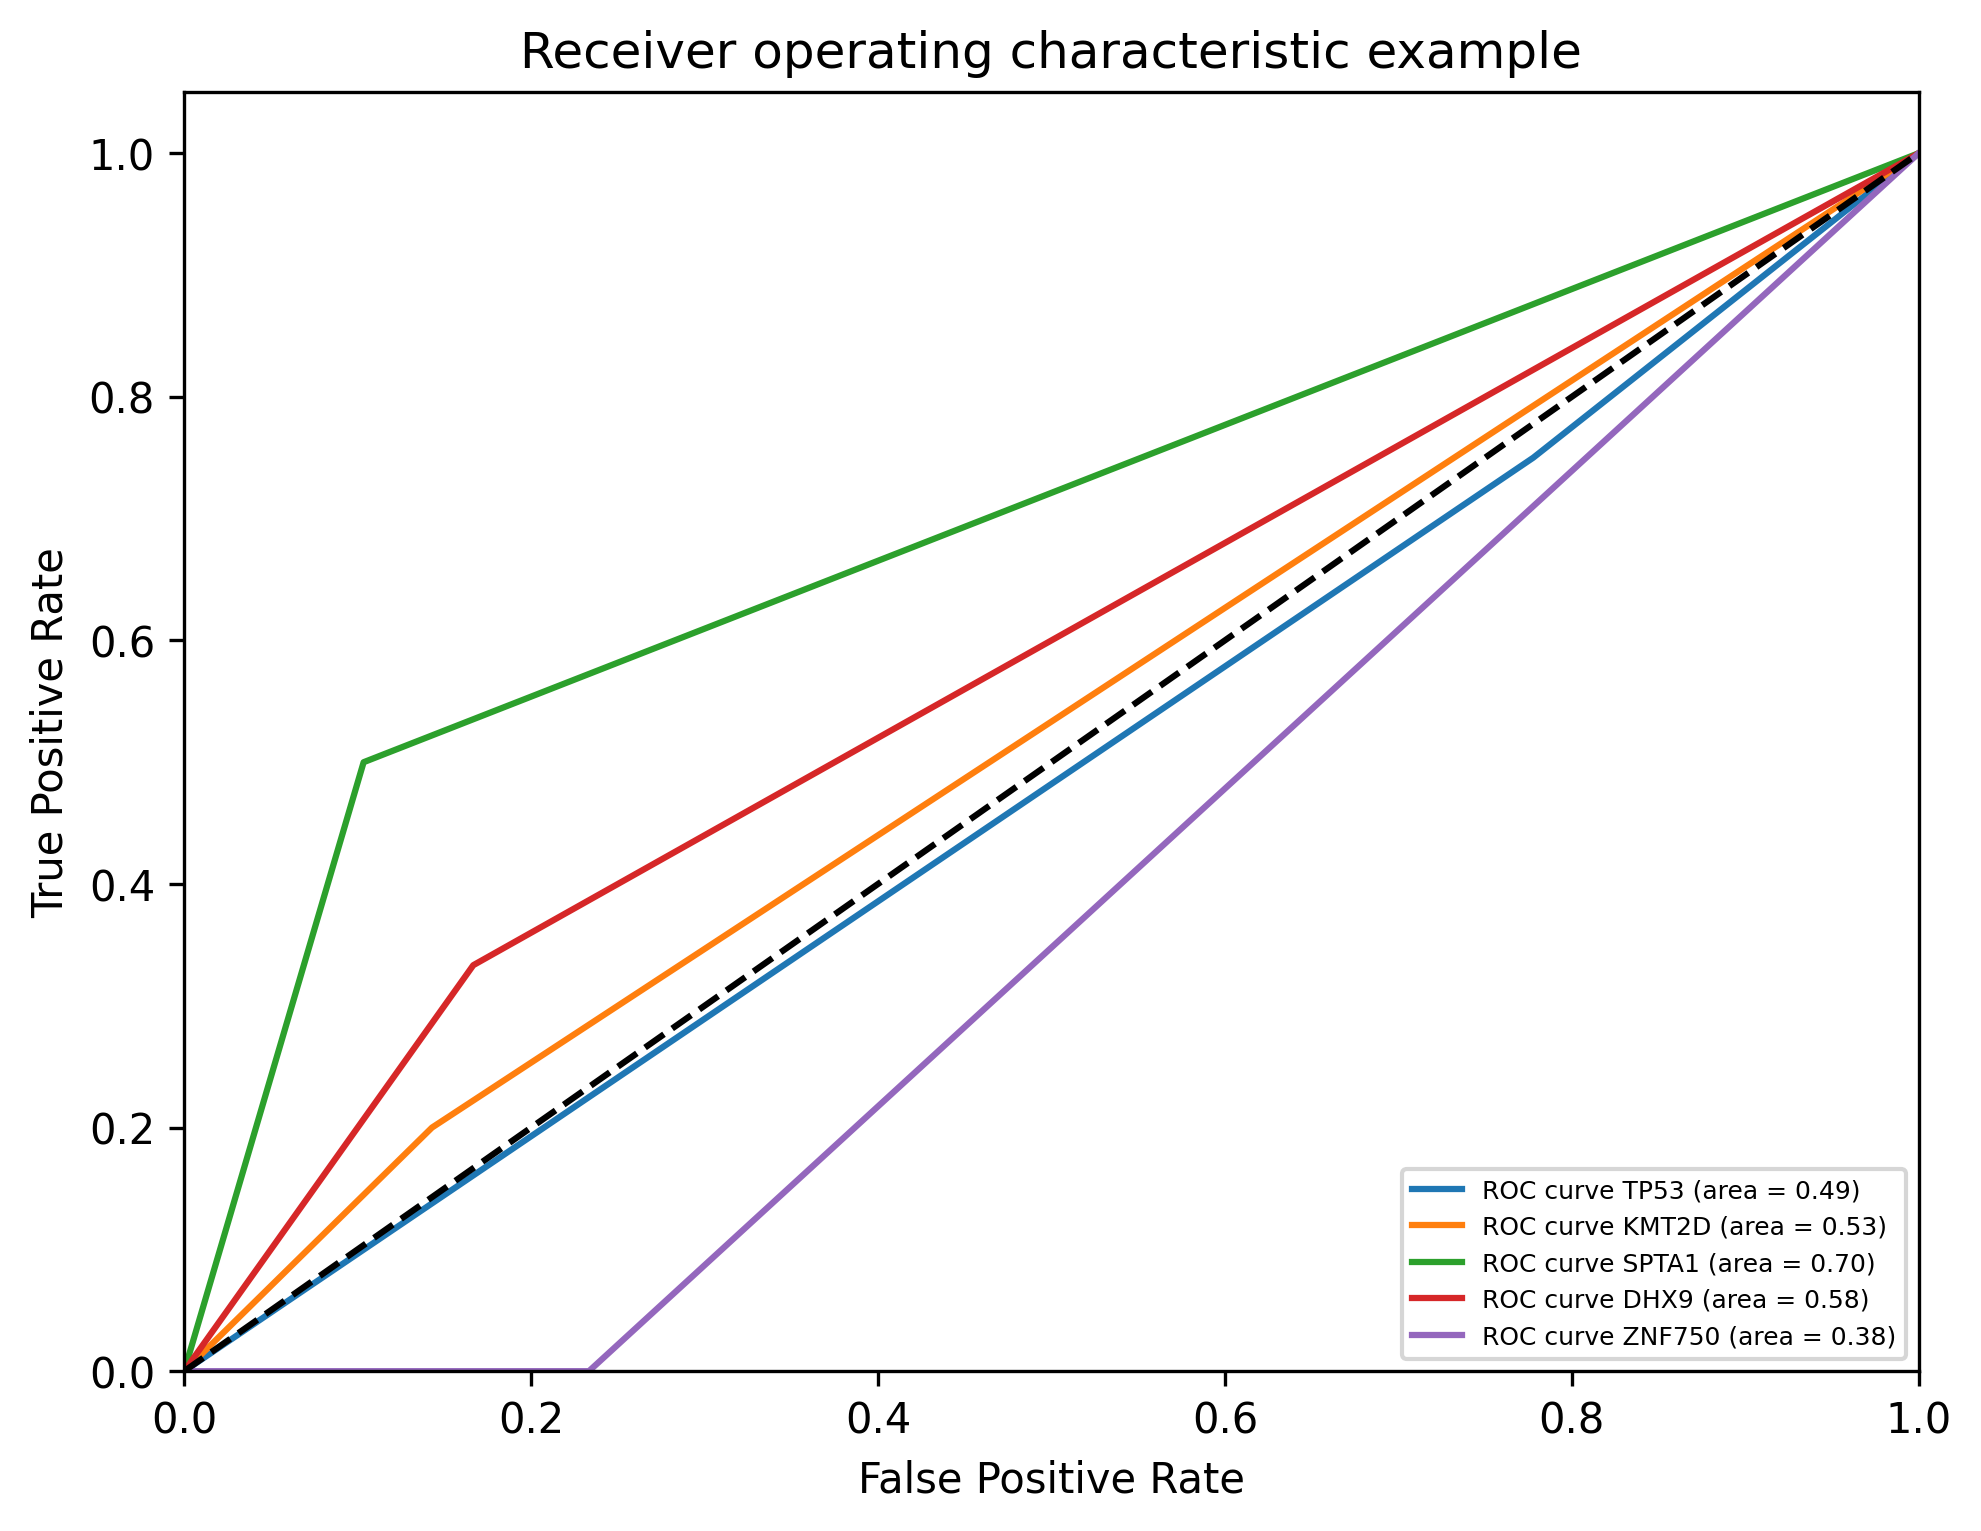 Receiver operating characteristic example
True Positive Rate
1.0
0.8
0.6
0.4
0.2
0.0
ROC curve TP53 (area = 0.49)
ROC curve KMT2D (area = 0.53)
ROC curve SPTA1 (area = 0.70)
ROC curve DHX9 (area = 0.58)
ROC curve ZNF750 (area = 0.38)
0.0 0.2 0.4 0.6 0.8 1.0
False Positive Rate